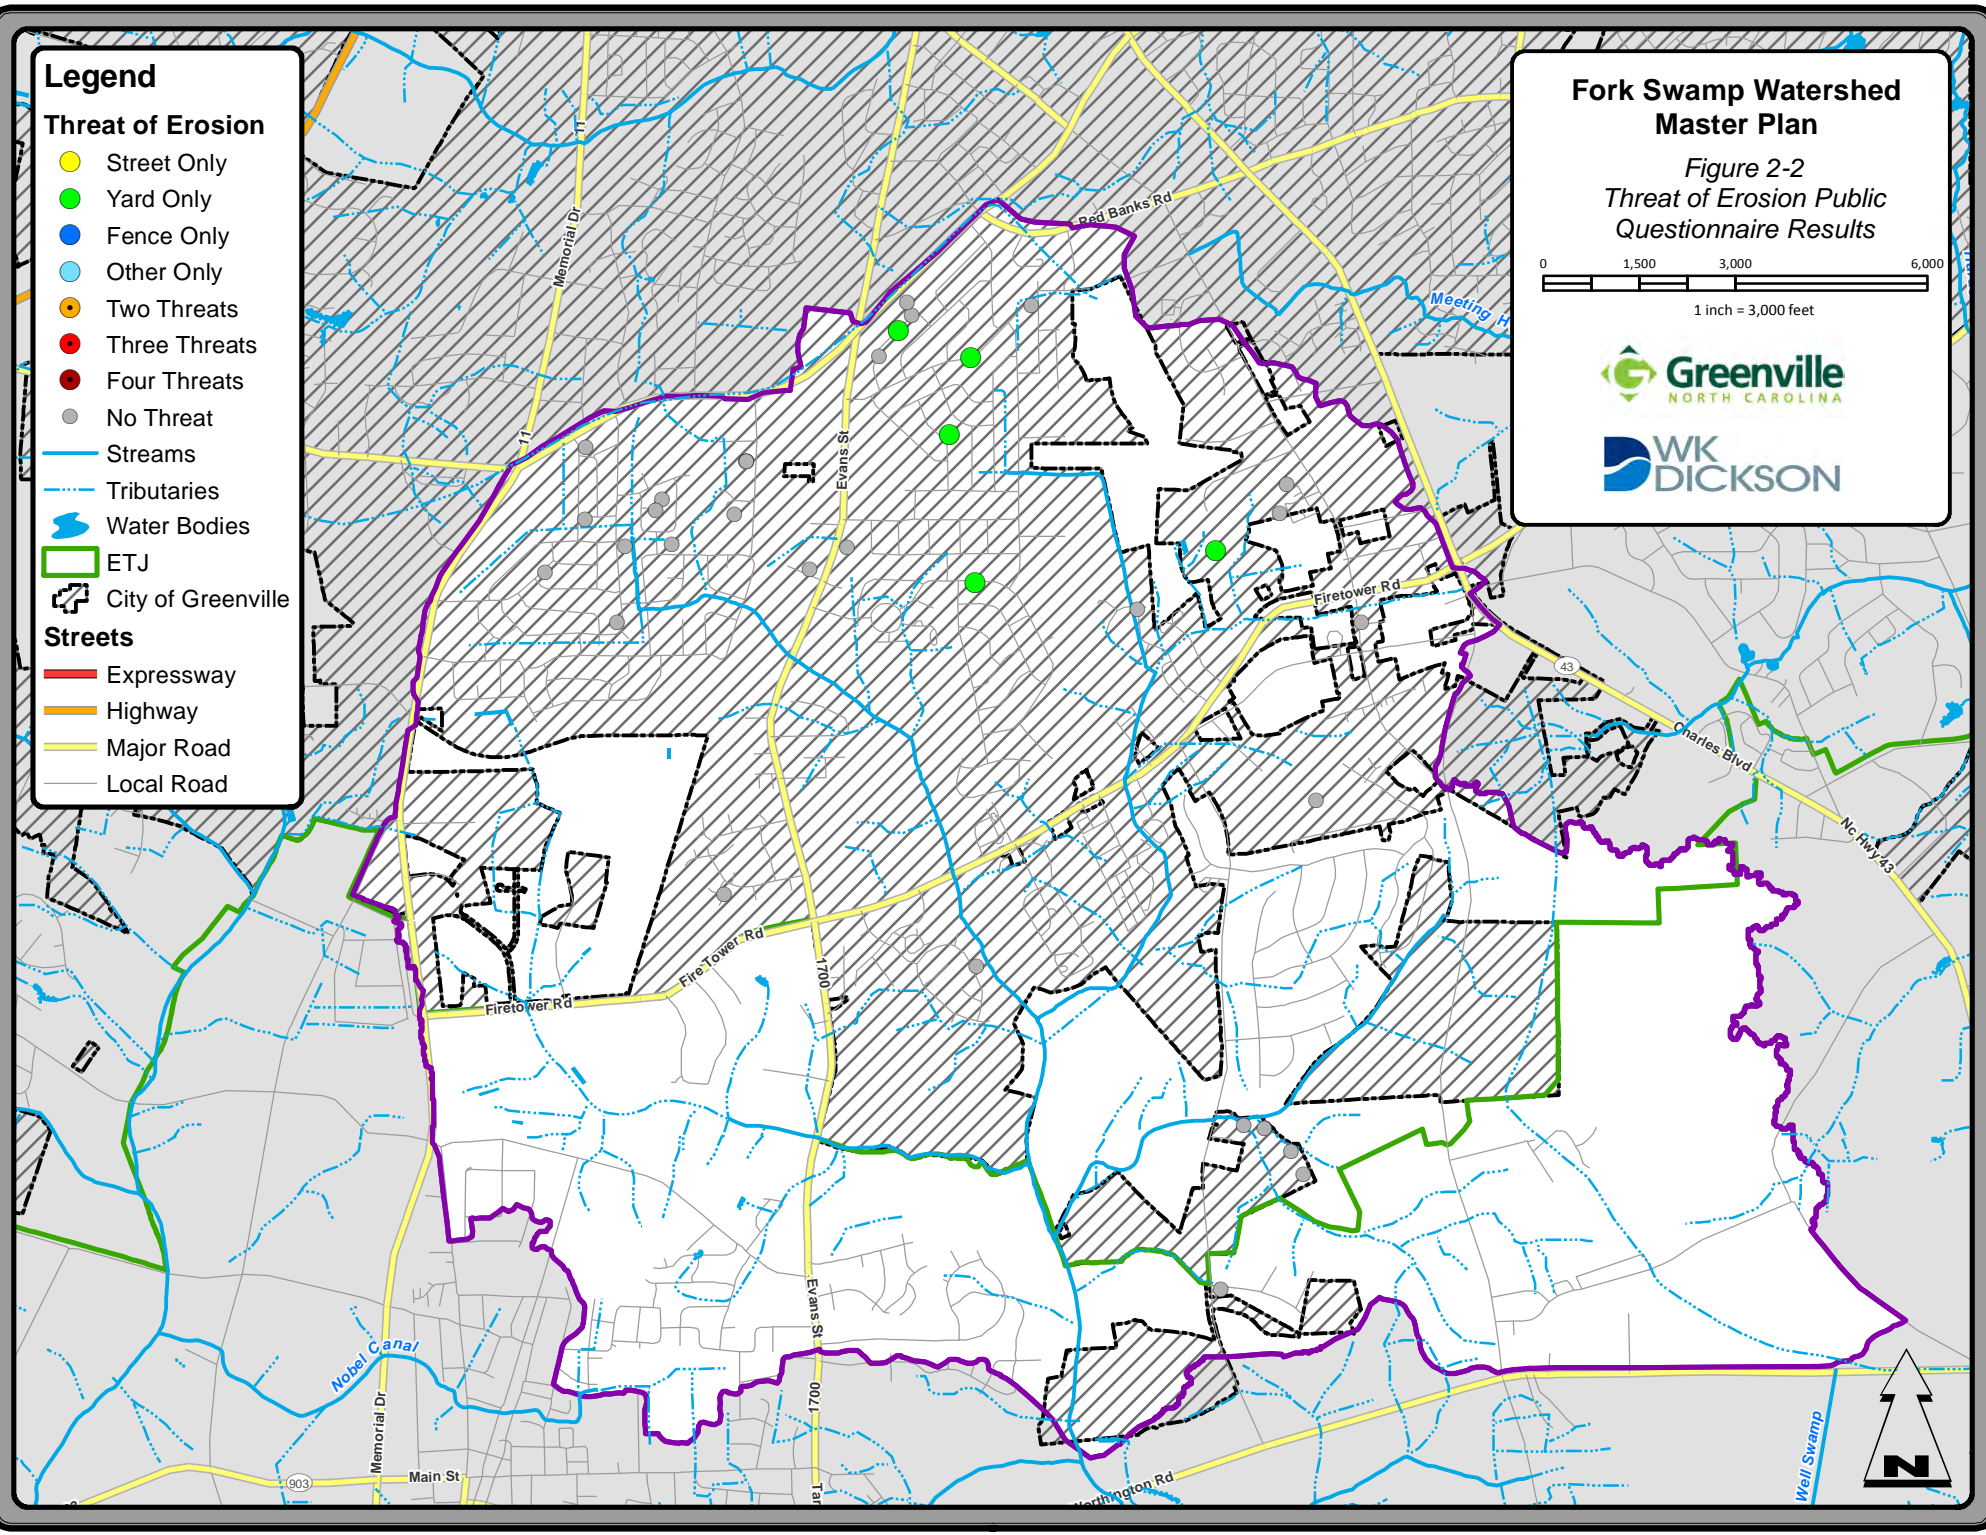 Legend
Threat of Erosion
Street Only
Yard Only
Fence Only
Other Only
Two Threats
Three Threats
Four Threats
No Threat
Streams
Tributaries
Water Bodies
ETJ
City of Greenville
Streets
Expressway
Highway
Major Road
Local Road
Fork Swamp Watershed
Master Plan
Figure 2-2
Threat of Erosion Public
Questionnaire Results
0 1,500 3,000 6,000
1 inch = 3,000 feet
G Greenville
NORTH CAROLINA
WK
DICKSON
11
Memorial Dr
11
Red Banks Rd
Meeting H
Evans St
Firetower Rd
43
Charles Blvd
Nc Hwy 43
Fire Tower Rd
1700
Firetower Rd
Evans St
Nobel Canal
Memorial Dr
1700
903
Main St
Tar
Worthington Rd
Well Swamp
N